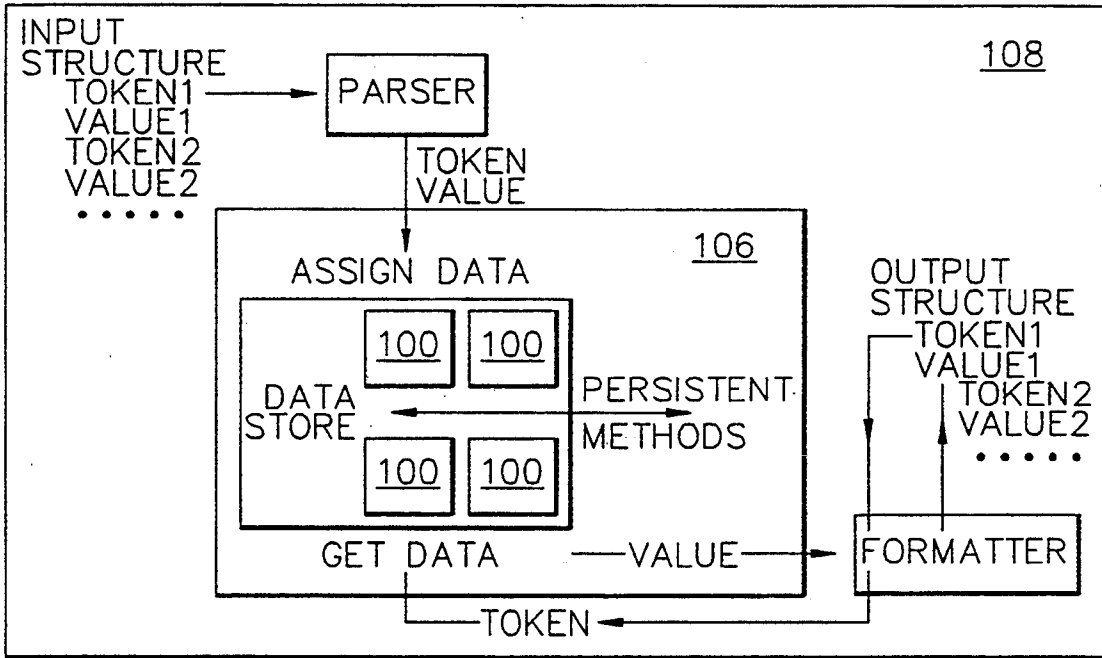 INPUT
STRUCTURE
TOKEN1
VALUE1
TOKEN2
VALUE2
.....
PARSER
108
TOKEN
VALUE
106
ASSIGN DATA
100 100
DATA
STORE
PERSISTENT
METHODS
100 100
GET DATA
VALUE
TOKEN
OUTPUT
STRUCTURE
TOKEN1
VALUE1
TOKEN2
VALUE2
.....
FORMATTER